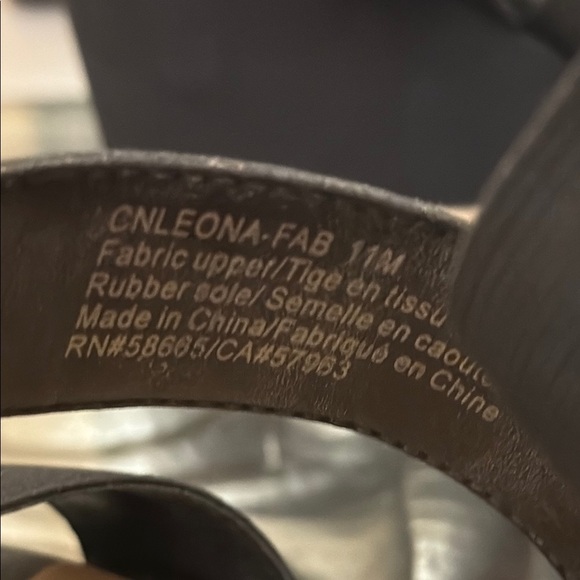 CNLEONA-FAB 11M
Fabric upper/Tige en tissu
Rubber sole/ Semelle en caoutc
Made in China/Fabriqué en Chine
RN#58665/CA#57963